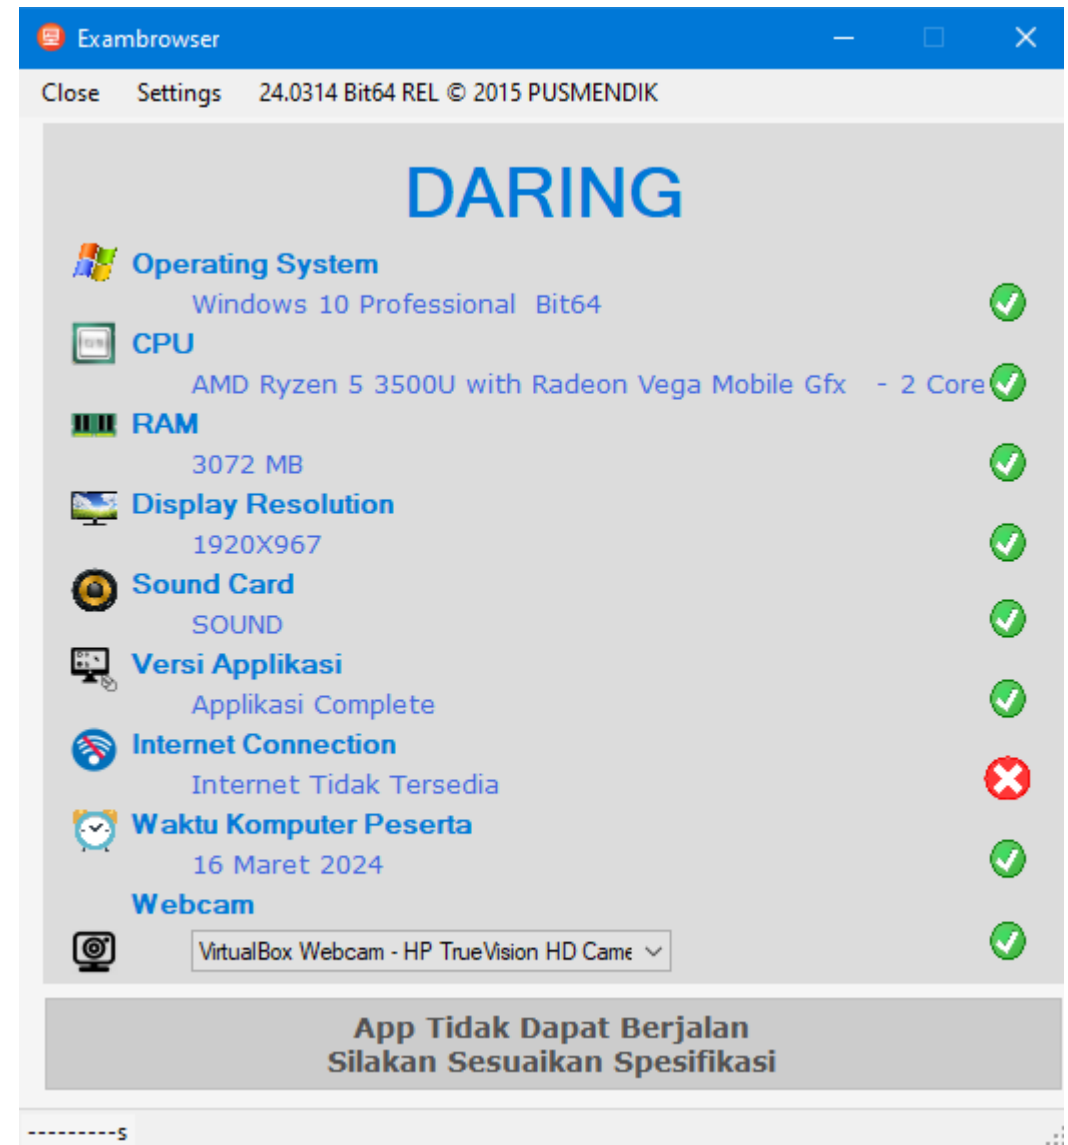 Exambrowser
Close Settings 24.0314 Bit64 REL © 2015 PUSMENDIK
DARING
Operating System
Windows 10 Professional Bit64
CPU
AMD Ryzen 5 3500U with Radeon Vega Mobile Gfx - 2 Core
RAM
3072 MB
Display Resolution
1920X967
Sound Card
SOUND
Versi Applikasi
Applikasi Complete
Internet Connection
Internet Tidak Tersedia
Waktu Komputer Peserta
16 Maret 2024
Webcam
VirtualBox Webcam - HP TrueVision HD Came
App Tidak Dapat Berjalan
Silakan Sesuaikan Spesifikasi
---------s